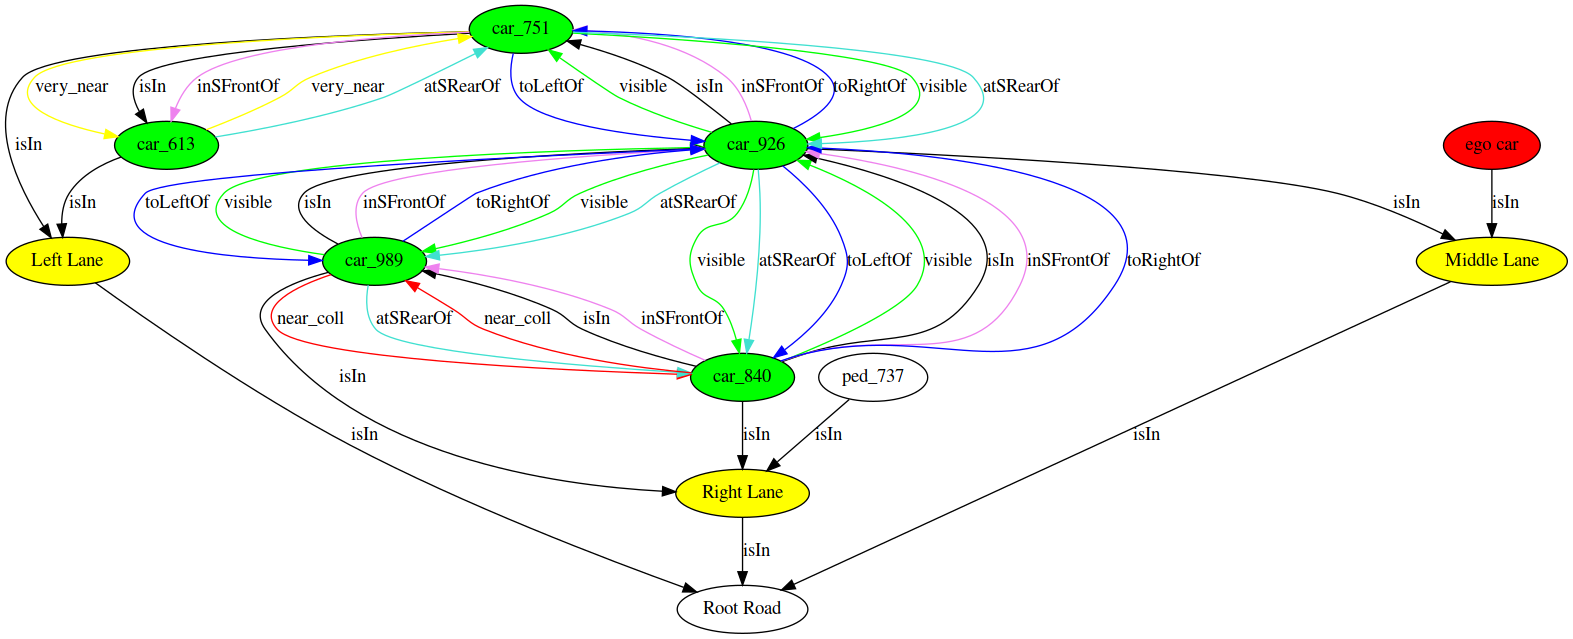 car_751
very_near
isIn
inSFrontOf
very_near
atSRearOf
toLeftOf
visible
isIn
inSFrontOf
toRightOf
visible
atSRearOf
isIn
car_613
car_926
ego car
isIn
toLeftOf
visible
isIn
inSFrontOf
toRightOf
visible
atSRearOf
isIn
isIn
Left Lane
car_989
visible
atSRearOf
toLeftOf
visible
isIn
inSFrontOf
toRightOf
Middle Lane
near_coll
atSRearOf
near_coll
isIn
inSFrontOf
isIn
car_840
ped_737
isIn
isIn
isIn
isIn
Right Lane
isIn
Root Road